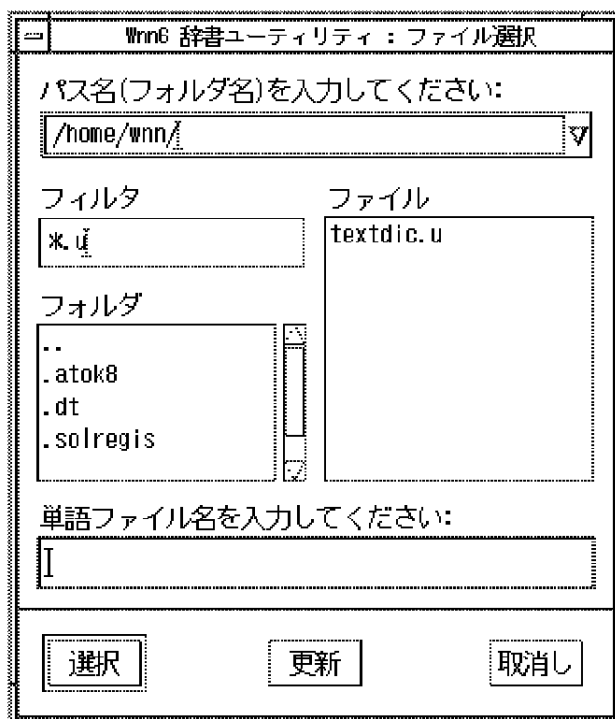 Wnn6 辞書ユーティリティ : ファイル選択
パス名(フォルダ名)を入力してください:
/home/wnn/
フィルタ
*.u
ファイル
textdic.u
フォルダ
..
.atok8
.dt
.solregis
単語ファイル名を入力してください:
選択
更新
取消し